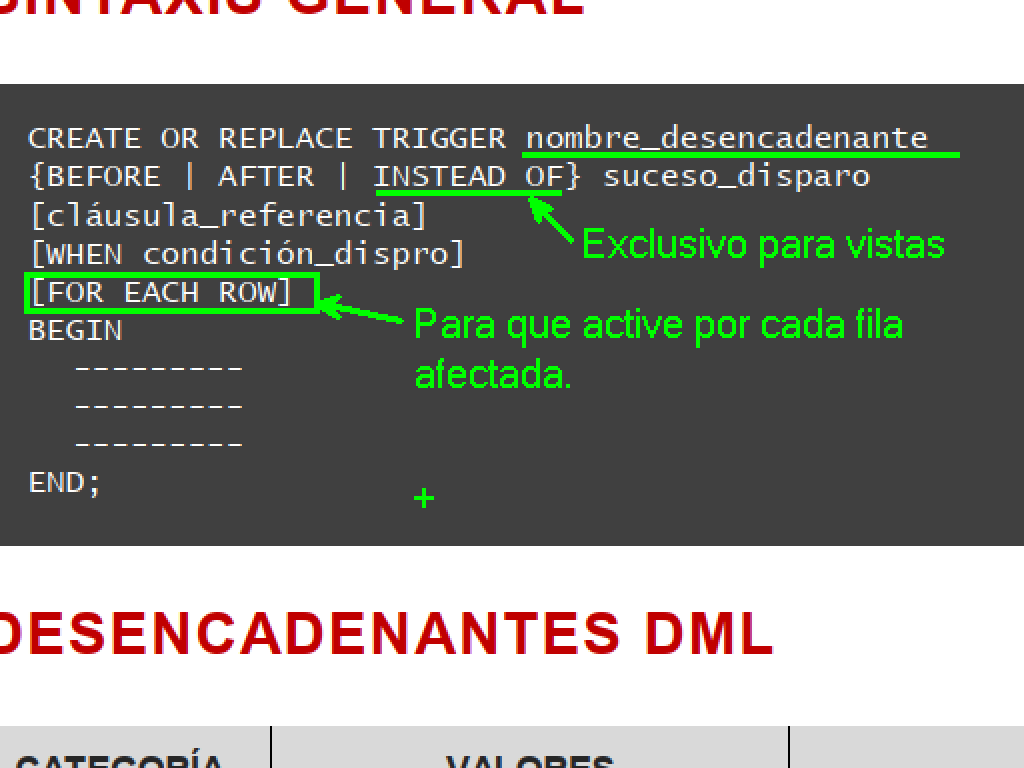 SINTAXIS GENERAL
CREATE OR REPLACE TRIGGER nombre_desencadenante
{BEFORE | AFTER | INSTEAD OF} suceso_disparo
[cláusula_referencia]
Exclusivo para vistas
[WHEN condición_dispro]
[FOR EACH ROW]
Para que active por cada fila
afectada.
BEGIN
---------
---------
---------
END;
+
DESENCADENANTES DML
CATEGORÍA VALORES